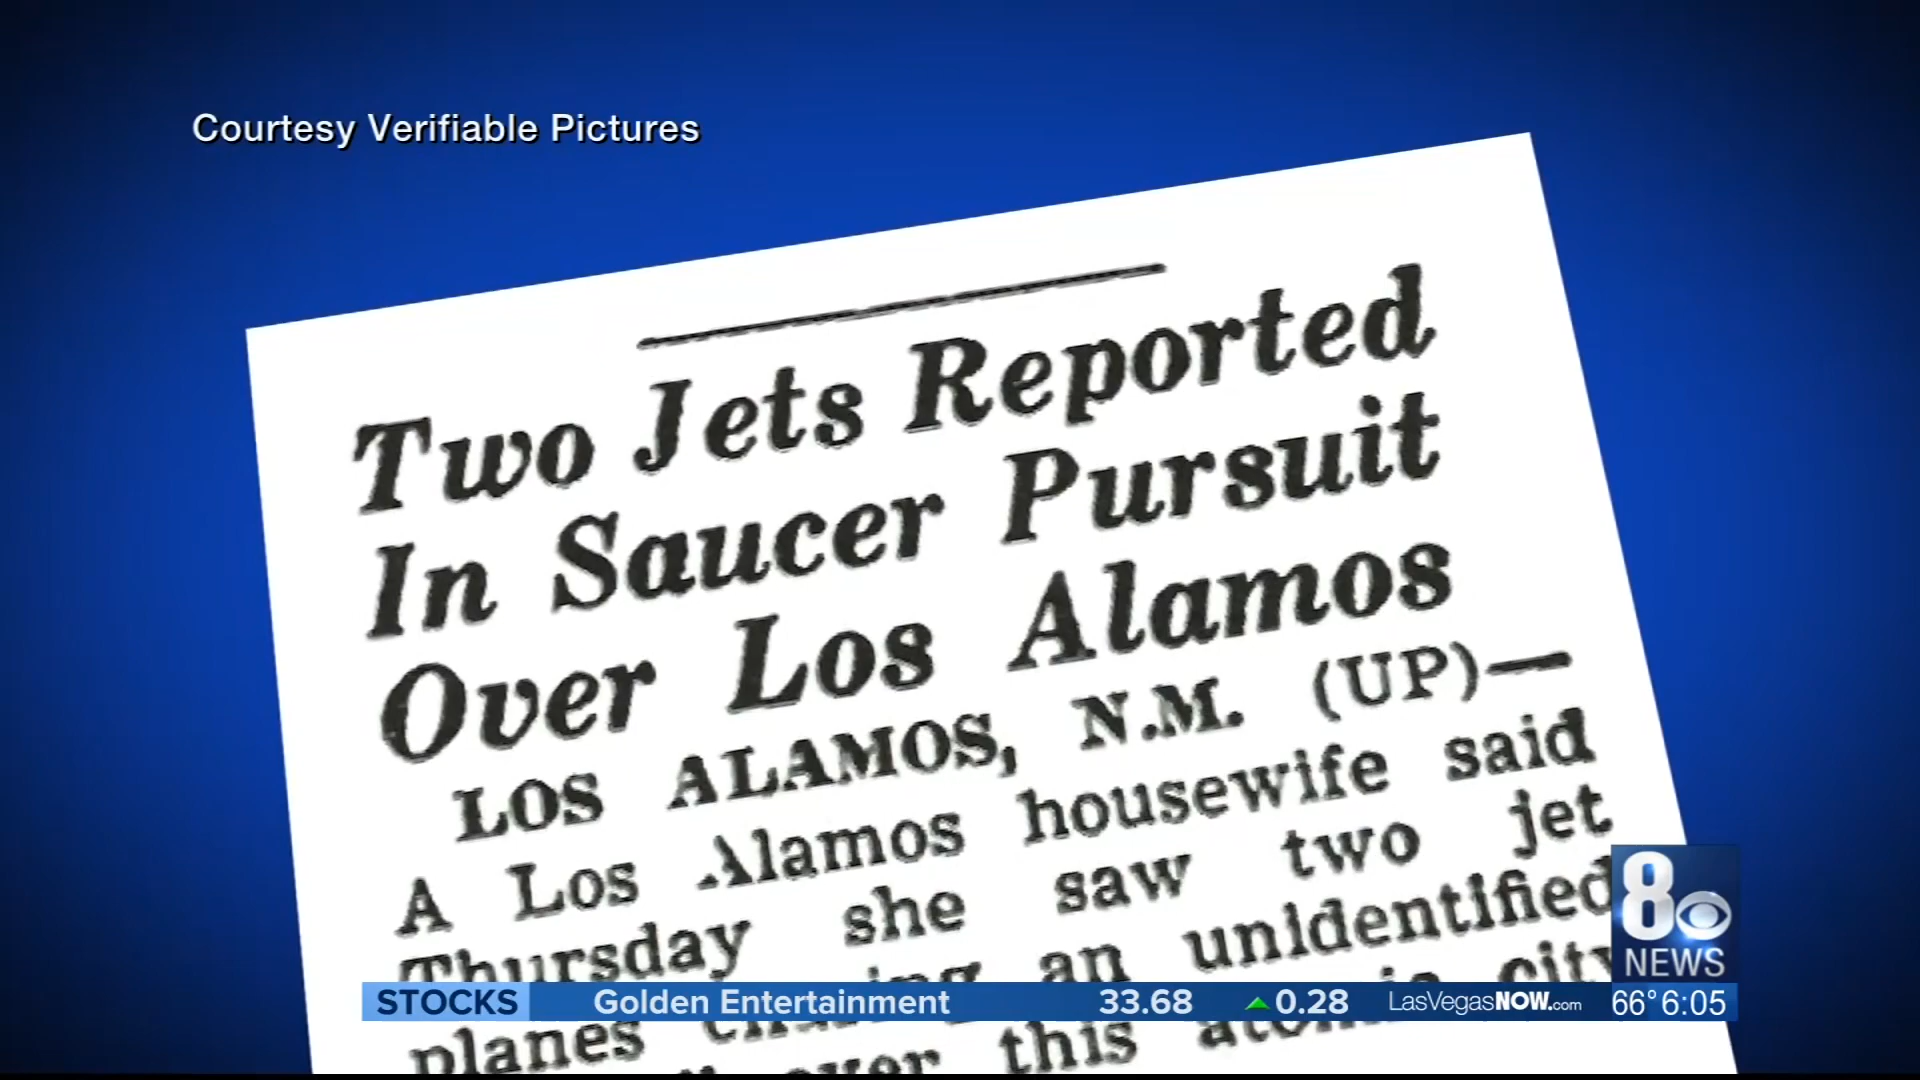 Courtesy Verifiable Pictures
Two Jets Reported
In Saucer Pursuit
Over Los Alamos
LOS ALAMOS, N.M. (UP)—
A Los Alamos housewife said
Thursday she saw two jet
planes an unidentified
over this city
8
NEWS
STOCKS Golden Entertainment 33.68 0.28 LasVegasNOW.com 66° 6:05